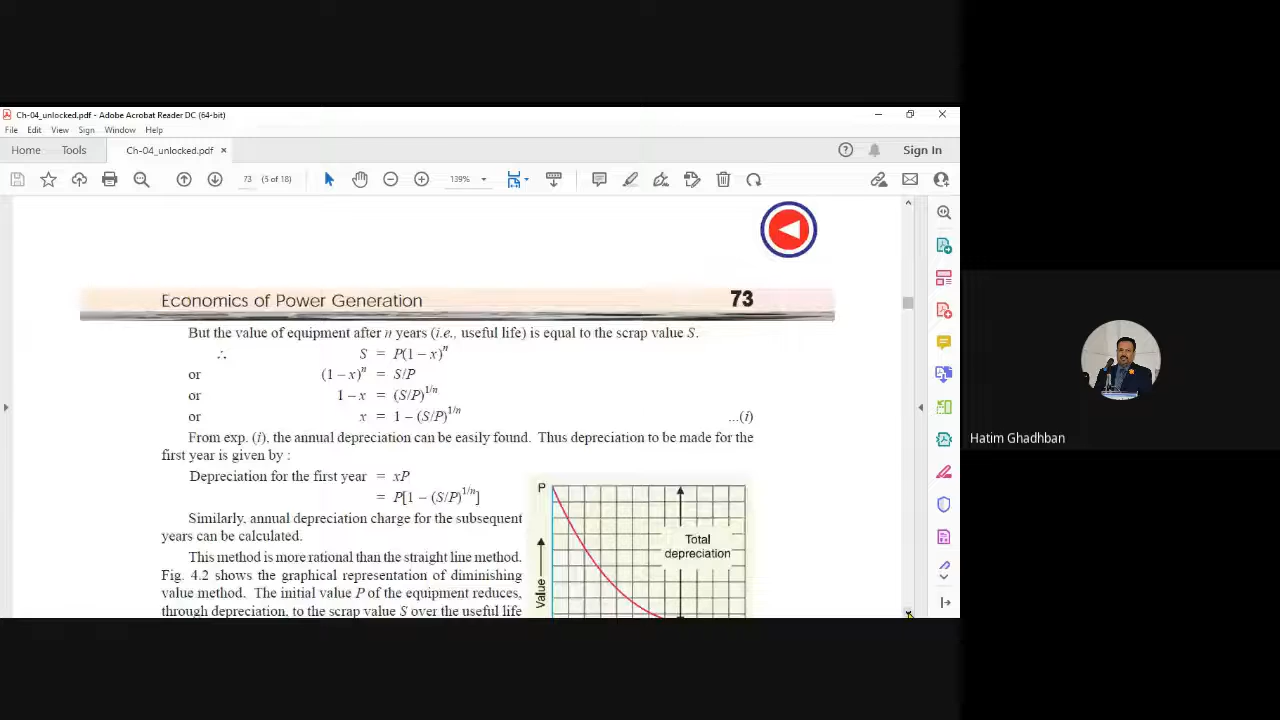 Ch-04_unlocked.pdf - Adobe Acrobat Reader DC (64-bit)
File Edit View Sign Window Help
Home Tools Ch-04_unlocked.pdf × Sign In
73 (5 of 18) 139%
Economics of Power Generation 73
But the value of equipment after n years (i.e., useful life) is equal to the scrap value S.
∴ S = P(1 – x)^n
or (1 – x)^n = S/P
or 1 – x = (S/P)^1/n
or x = 1 – (S/P)^1/n ...(i)
From exp. (i), the annual depreciation can be easily found. Thus depreciation to be made for the
first year is given by :
Depreciation for the first year = xP
= P[1 – (S/P)^1/n]
Similarly, annual depreciation charge for the subsequent
years can be calculated.
This method is more rational than the straight line method.
Fig. 4.2 shows the graphical representation of diminishing
value method. The initial value P of the equipment reduces,
through depreciation, to the scrap value S over the useful life
P
Total
depreciation
Value
Hatim Ghadhban